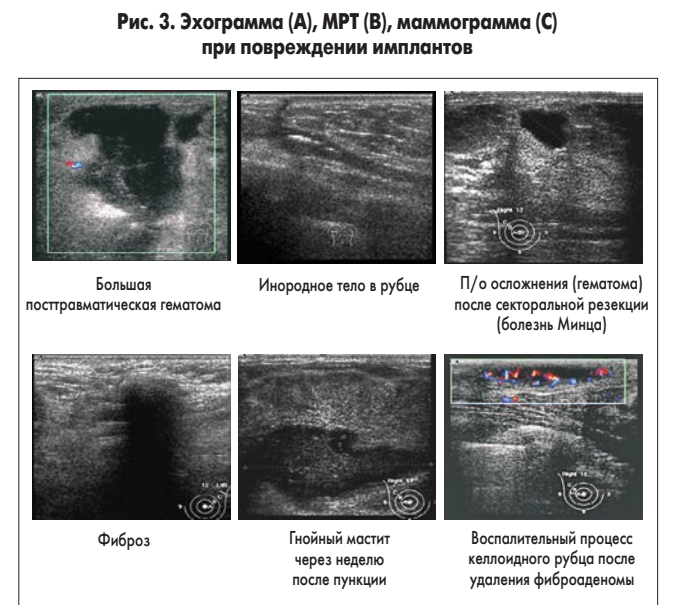 Рис. 3. Эхограмма (А), МРТ (В), маммограмма (С)
при повреждении имплантов
Большая
посттравматическая гематома
Инородное тело в рубце
П/о осложнения (гематома)
после секторальной резекции
(болезнь Минца)
Фиброз
Гнойный мастит
через неделю
после пункции
Воспалительный процесс
келлоидного рубца после
удаления фиброаденомы